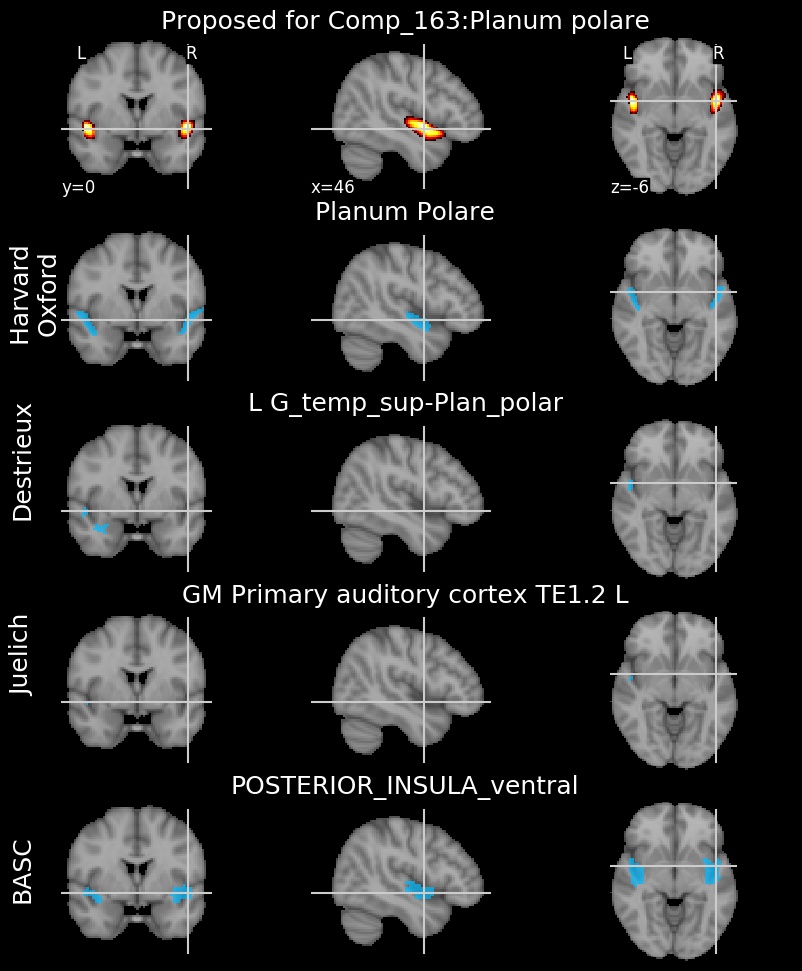 Proposed for Comp_163:Planum polare
L R
L R
y=0
x=46
z=-6
Planum Polare
Harvard
Oxford
L G_temp_sup-Plan_polar
Destrieux
GM Primary auditory cortex TE1.2 L
Juelich
POSTERIOR_INSULA_ventral
BASC